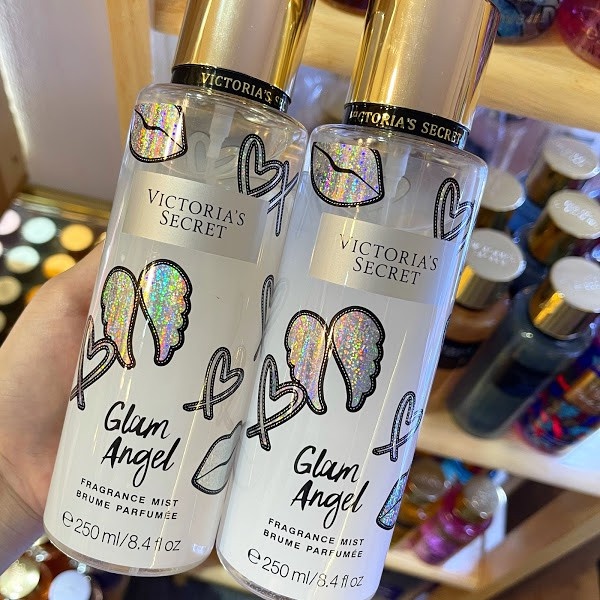 VICTORIA'S S
VICTORIA'S
SECRET
Glam
Angel
FRAGRANCE MIST
BRUME PARFUMÉE
e 250 ml/8.4 fl oz
VICTORIA'S SECRET
VICTORIA'S
SECRET
Glam
Angel
FRAGRANCE MIST
BRUME PARFUMÉE
e 250 ml/8.4 fl oz